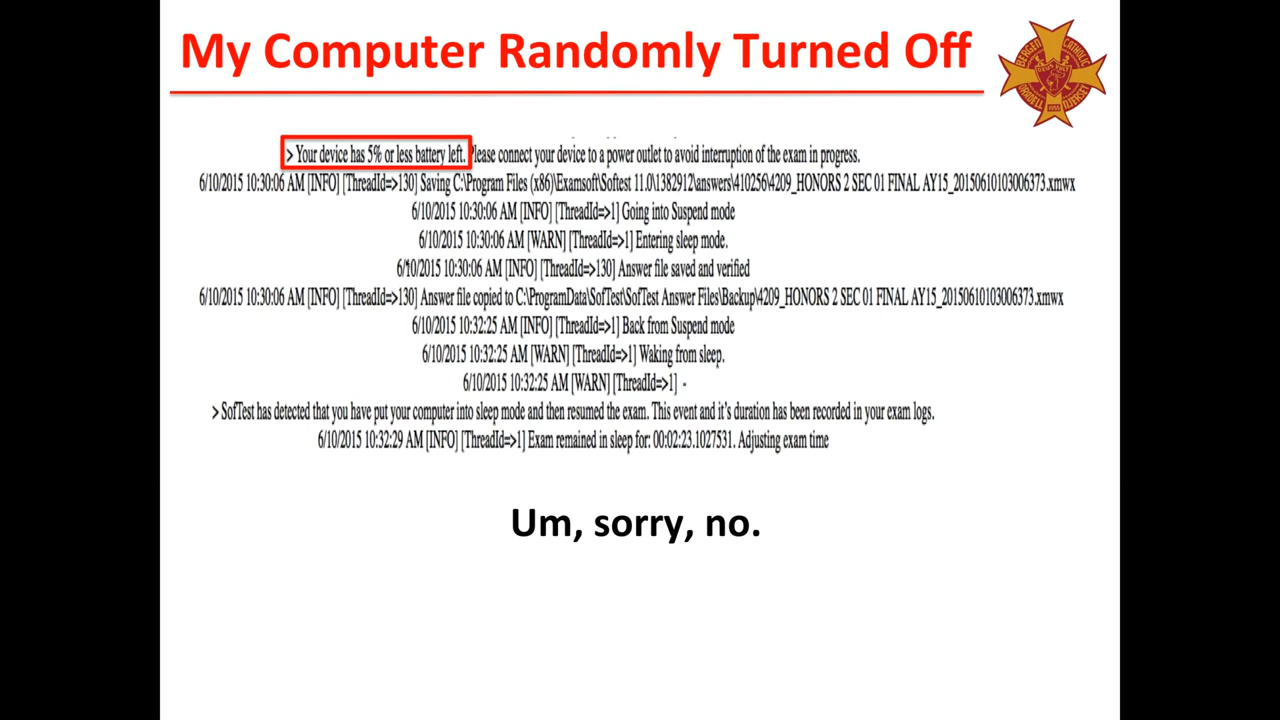 My Computer Randomly Turned Off
BERGEN CATHOLIC
DEUS VULT
ORADELL N.JERSEY
1955
> Your device has 5% or less battery left. Please connect your device to a power outlet to avoid interruption of the exam in progress.
6/10/2015 10:30:06 AM [INFO] [ThreadId=>130] Saving C:\Program Files (x86)\Examsoft\Softest 11.0\1382912\answers\410256\4209_HONORS 2 SEC 01 FINAL AY15_20150610103006373.xmwx
6/10/2015 10:30:06 AM [INFO] [ThreadId=>1] Going into Suspend mode
6/10/2015 10:30:06 AM [WARN] [ThreadId=>1] Entering sleep mode.
6/10/2015 10:30:06 AM [INFO] [ThreadId=>130] Answer file saved and verified
6/10/2015 10:30:06 AM [INFO] [ThreadId=>130] Answer file copied to C:\ProgramData\SofTest\SofTest Answer Files\Backup\4209_HONORS 2 SEC 01 FINAL AY15_20150610103006373.xmwx
6/10/2015 10:32:25 AM [INFO] [ThreadId=>1] Back from Suspend mode
6/10/2015 10:32:25 AM [WARN] [ThreadId=>1] Waking from sleep.
6/10/2015 10:32:25 AM [WARN] [ThreadId=>1] -
> SofTest has detected that you have put your computer into sleep mode and then resumed the exam. This event and it's duration has been recorded in your exam logs.
6/10/2015 10:32:29 AM [INFO] [ThreadId=>1] Exam remained in sleep for: 00:02:23.1027531. Adjusting exam time
Um, sorry, no.